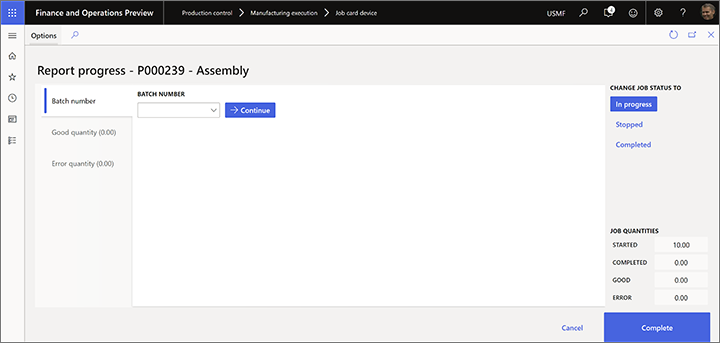 Finance and Operations Preview
Production control > Manufacturing execution > Job card device
USMF
4
?
Options
Report progress - P000239 - Assembly
Batch number
Good quantity (0.00)
Error quantity (0.00)
BATCH NUMBER
→ Continue
CHANGE JOB STATUS TO
In progress
Stopped
Completed
JOB QUANTITIES
STARTED 10.00
COMPLETED 0.00
GOOD 0.00
ERROR 0.00
Cancel
Complete